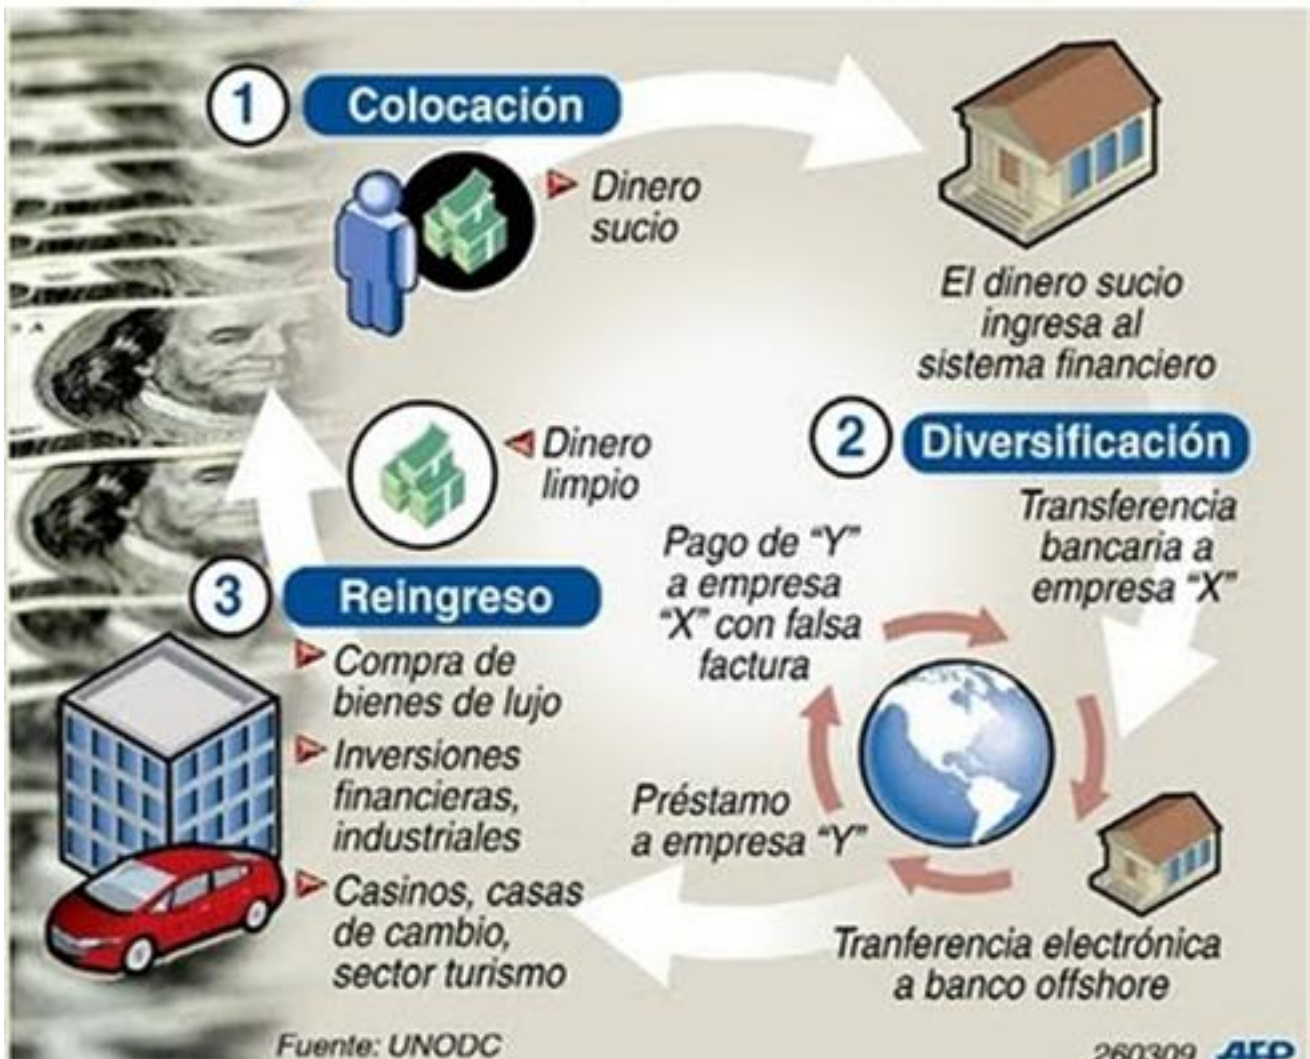 1 Colocación
Dinero
sucio
El dinero sucio
ingresa al
sistema financiero
2 Diversificación
Transferencia
bancaria a
empresa “X”
Pago de “Y”
a empresa
“X” con falsa
factura
Préstamo
a empresa “Y”
Tranferencia electrónica
a banco offshore
Dinero
limpio
3 Reingreso
Compra de
bienes de lujo
Inversiones
financieras,
industriales
Casinos, casas
de cambio,
sector turismo
Fuente: UNODC
260309 AFP